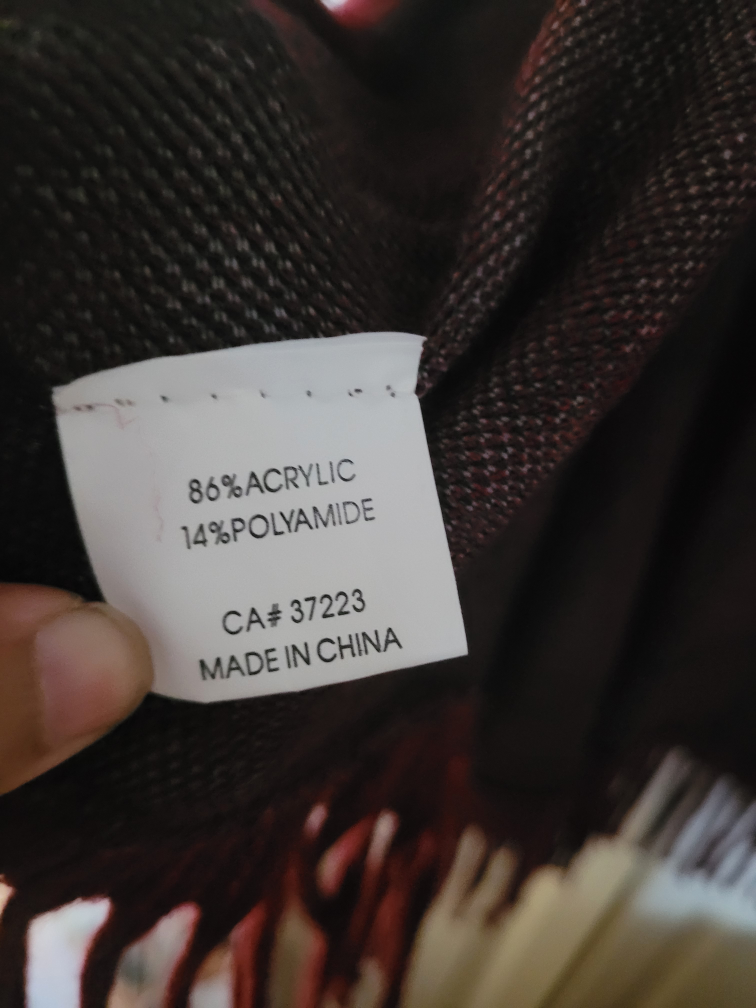 86%ACRYLIC
14%POLYAMIDE
CA# 37223
MADE IN CHINA